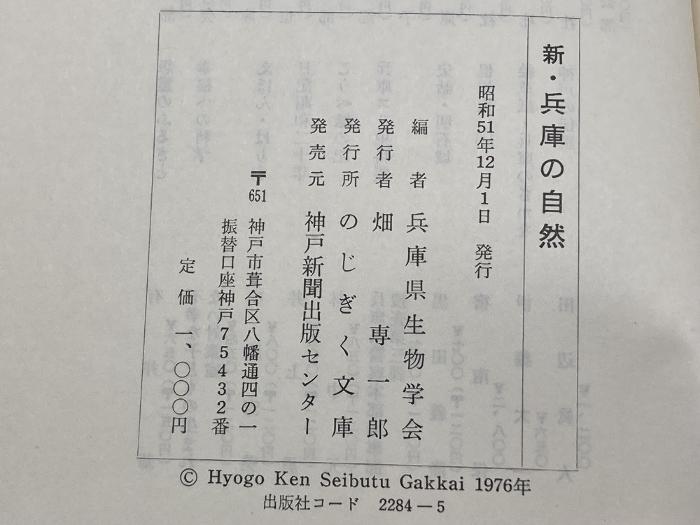 新・兵庫の自然
昭和51年12月1日 発行
編者 兵庫県生物学会
発行者 畑専一郎
発行所 のじぎく文庫
発売元 神戸新聞出版センター
〒651 神戸市葺合区八幡通四の一
振替口座神戸75432番
定価 一、〇〇〇円
© Hyogo Ken Seibutu Gakkai 1976年
出版社コード 2284-5